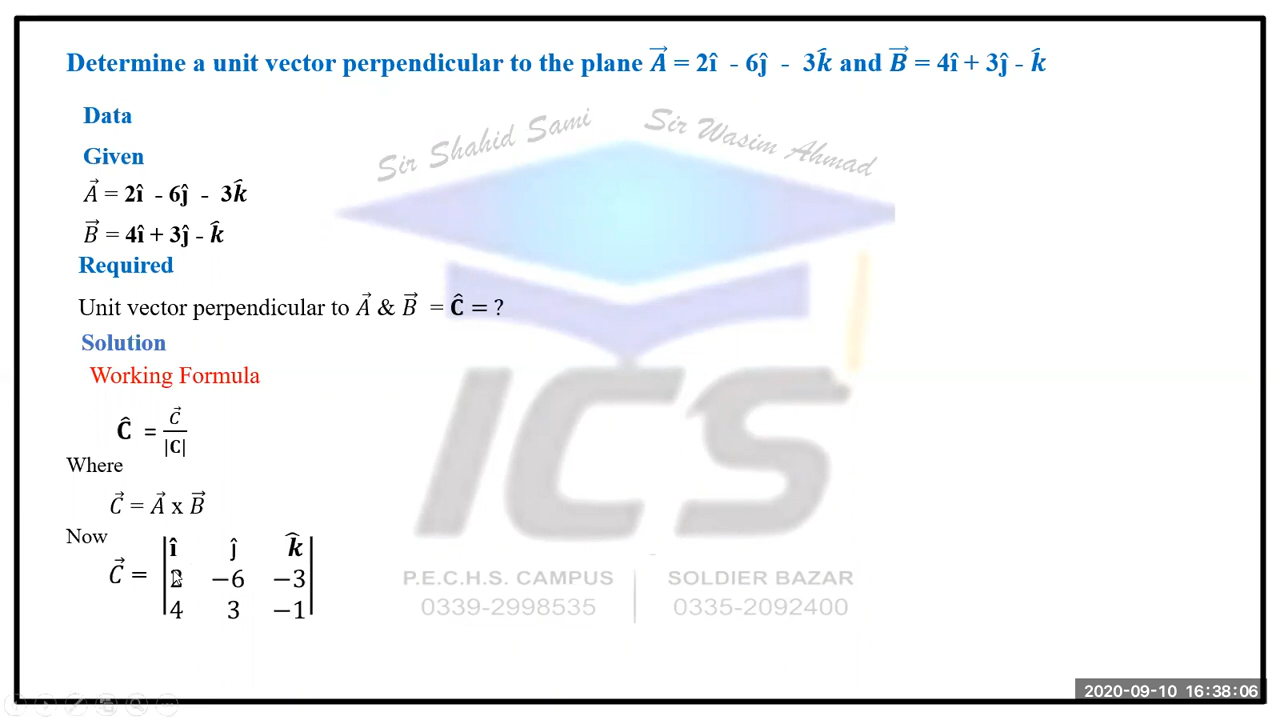 Determine a unit vector perpendicular to the plane A⃗ = 2î - 6ĵ - 3k̂ and B⃗ = 4î + 3ĵ - k̂
Data
Sir Shahid Sami
Sir Wasim Ahmad
Given
A⃗ = 2î - 6ĵ - 3k̂
B⃗ = 4î + 3ĵ - k̂
Required
Unit vector perpendicular to A⃗ & B⃗ = Ĉ = ?
Solution
Working Formula
Ĉ = C⃗ / |C|
Where
C⃗ = A⃗ x B⃗
Now
C⃗ =
| î ĵ k̂ |
| 2 −6 −3 |
| 4 3 −1 |
ICS
P.E.C.H.S. CAMPUS
0339-2998535
SOLDIER BAZAR
0335-2092400
2020-09-10 16:38:06